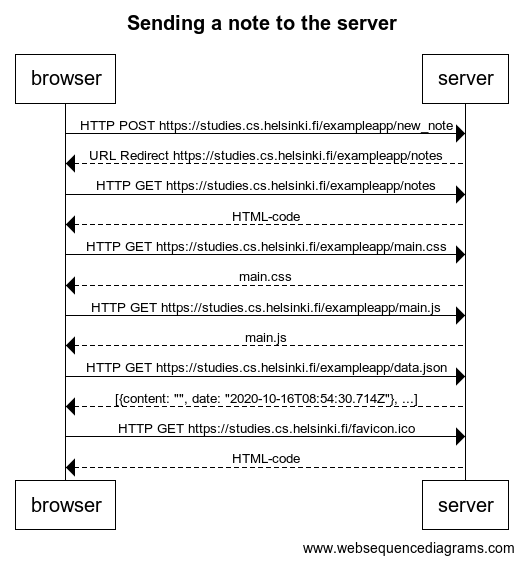 Sending a note to the server
browser server
HTTP POST https://studies.cs.helsinki.fi/exampleapp/new_note
URL Redirect https://studies.cs.helsinki.fi/exampleapp/notes
HTTP GET https://studies.cs.helsinki.fi/exampleapp/notes
HTML-code
HTTP GET https://studies.cs.helsinki.fi/exampleapp/main.css
main.css
HTTP GET https://studies.cs.helsinki.fi/exampleapp/main.js
main.js
HTTP GET https://studies.cs.helsinki.fi/exampleapp/data.json
[{content: "", date: "2020-10-16T08:54:30.714Z"}, ...]
HTTP GET https://studies.cs.helsinki.fi/favicon.ico
HTML-code
browser server
www.websequencediagrams.com